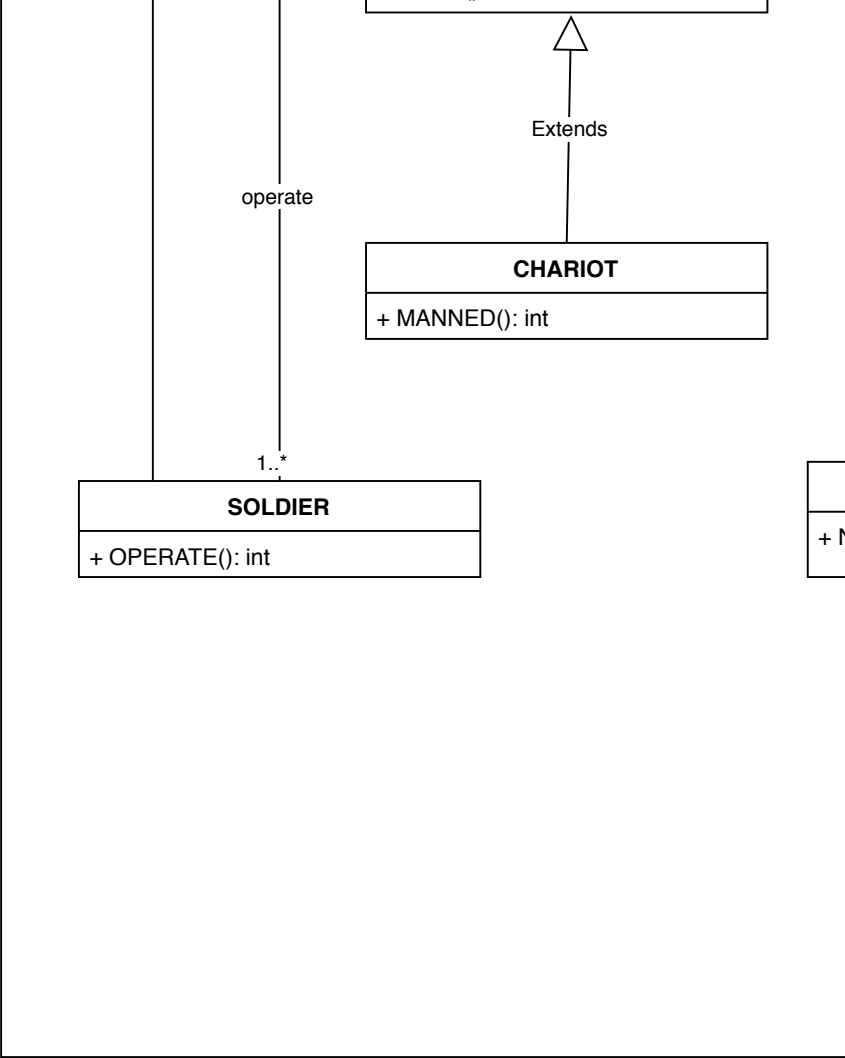 Extends
operate
CHARIOT
+ MANNED(): int
1..*
SOLDIER
+ OPERATE(): int
+ N